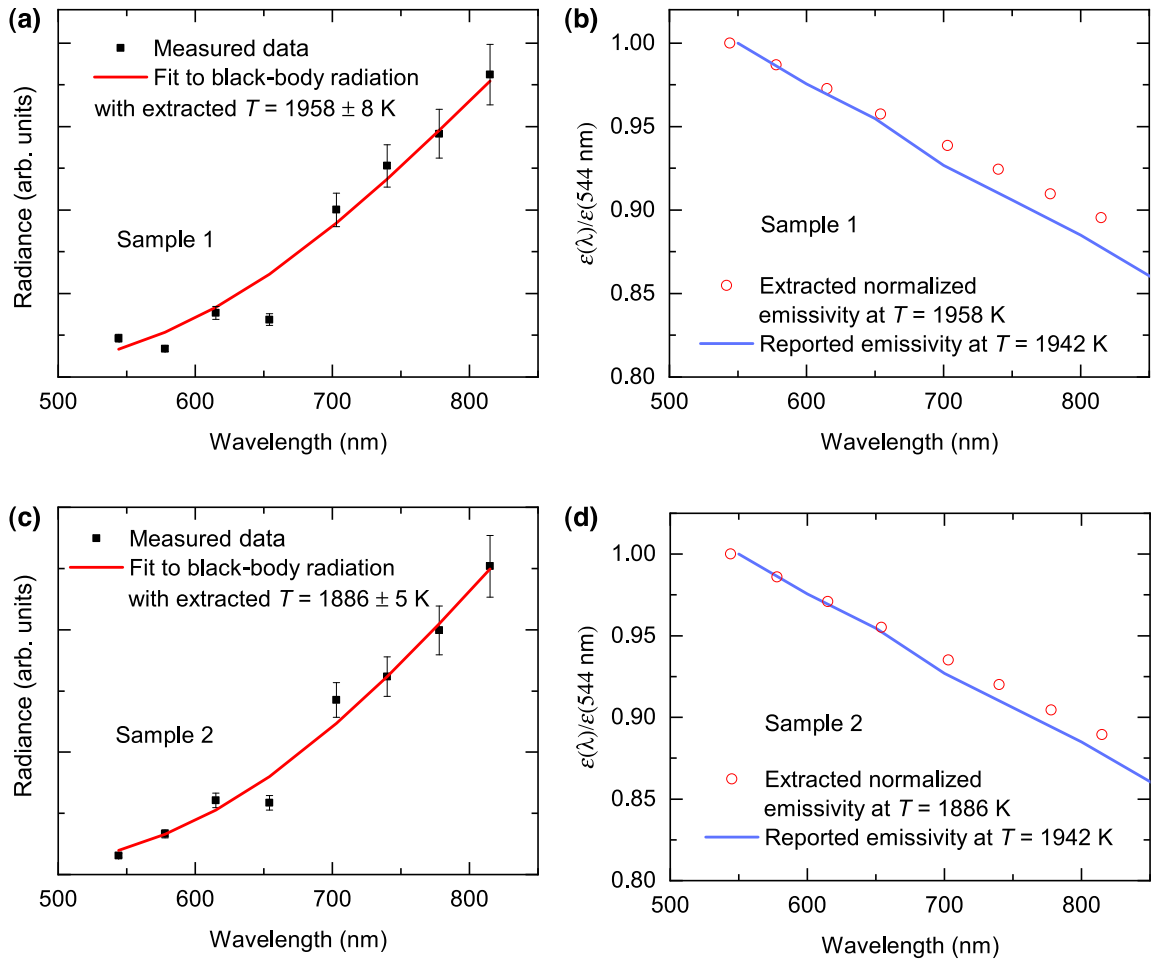 (a)
Measured data
Fit to black-body radiation
with extracted T = 1958 ± 8 K
Sample 1
Radiance (arb. units)
500 600 700 800
Wavelength (nm)
(b)
1.00
0.95
0.90
0.85
0.80
ε(λ)/ε(544 nm)
Sample 1
Extracted normalized
emissivity at T = 1958 K
Reported emissivity at T = 1942 K
500 600 700 800
Wavelength (nm)
(c)
Measured data
Fit to black-body radiation
with extracted T = 1886 ± 5 K
Sample 2
Radiance (arb. units)
500 600 700 800
Wavelength (nm)
(d)
1.00
0.95
0.90
0.85
0.80
ε(λ)/ε(544 nm)
Sample 2
Extracted normalized
emissivity at T = 1886 K
Reported emissivity at T = 1942 K
500 600 700 800
Wavelength (nm)